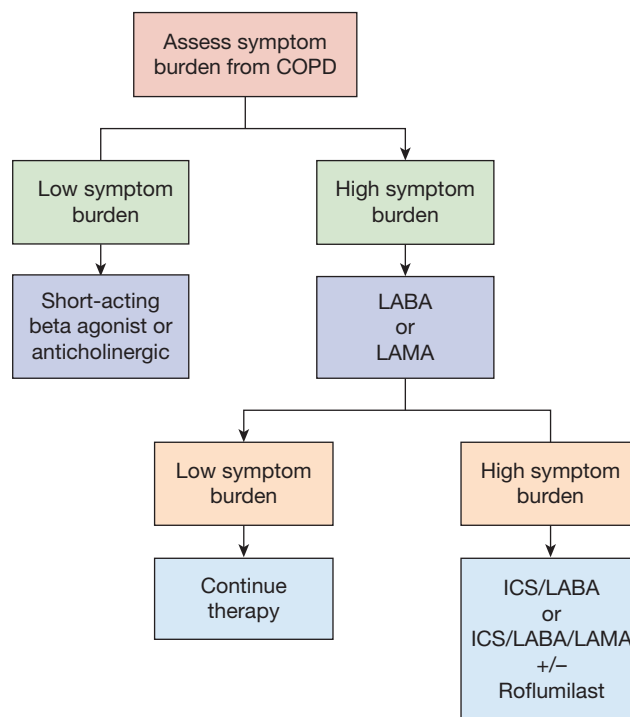 Assess symptom
burden from COPD
Low symptom
burden
High symptom
burden
Short-acting
beta agonist or
anticholinergic
LABA
or
LAMA
Low symptom
burden
High symptom
burden
Continue
therapy
ICS/LABA
or
ICS/LABA/LAMA
+/–
Roflumilast